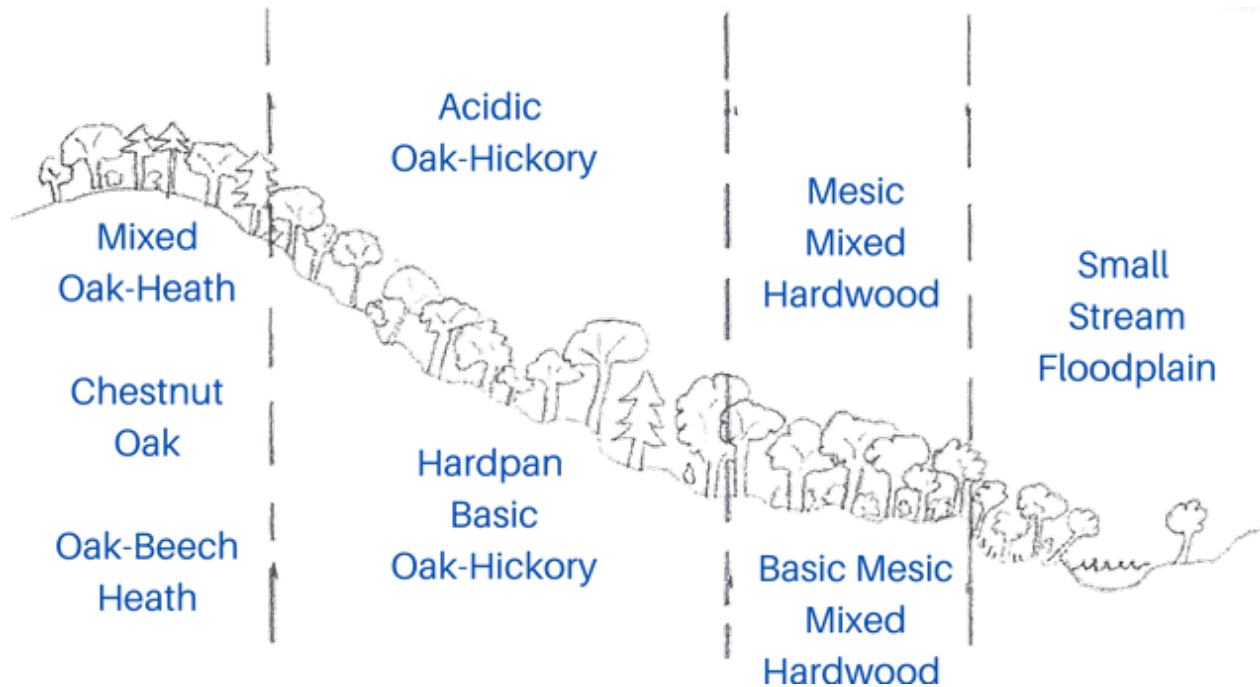 Mixed
Oak-Heath
Chestnut
Oak
Oak-Beech
Heath
Acidic
Oak-Hickory
Hardpan
Basic
Oak-Hickory
Mesic
Mixed
Hardwood
Basic Mesic
Mixed
Hardwood
Small
Stream
Floodplain